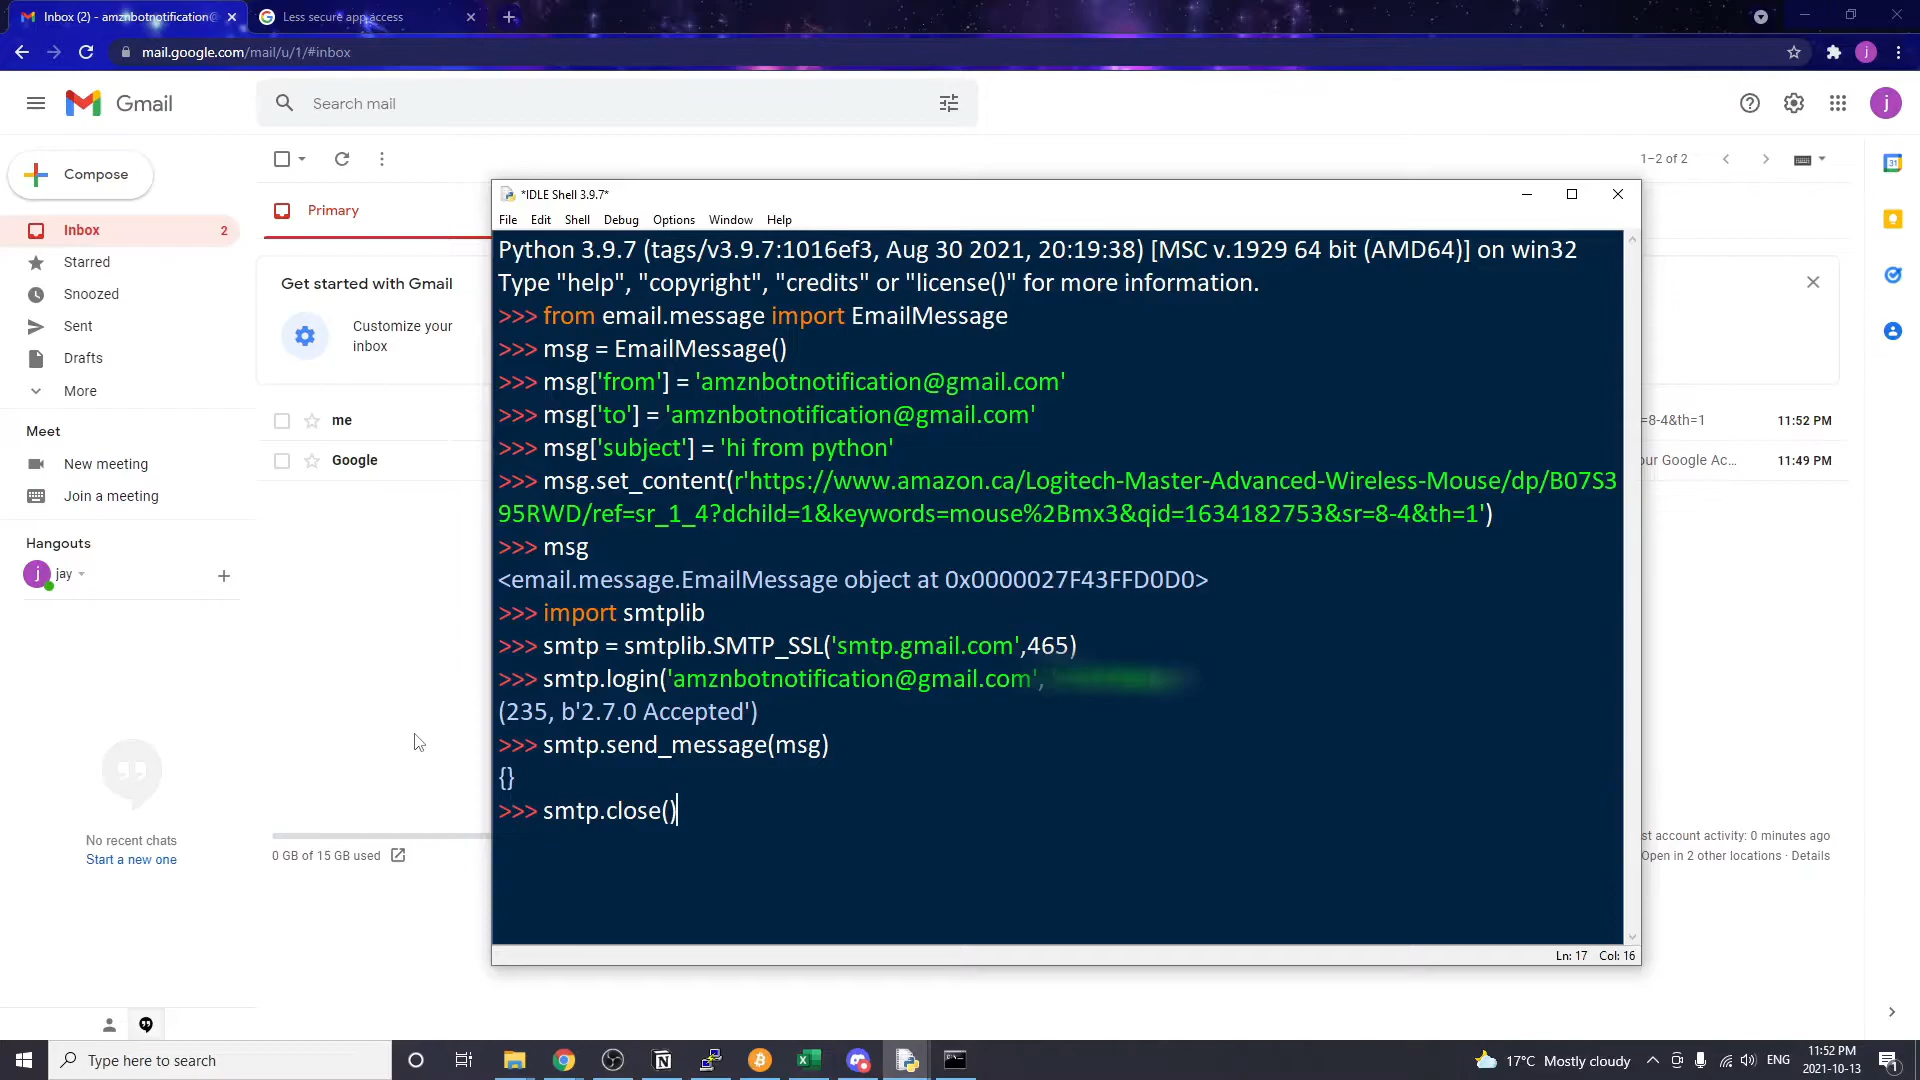 Inbox (2) - amznbotnotification@
Less secure app access
mail.google.com/mail/u/1/#inbox
Gmail
Search mail
j
Compose
1–2 of 2
31
Primary
Inbox 2
Starred
Snoozed
Sent
Drafts
More
Get started with Gmail
Customize your
inbox
me
8-4&th=1 11:52 PM
Google
our Google Ac... 11:49 PM
Meet
New meeting
Join a meeting
Hangouts
j jay
No recent chats
Start a new one
0 GB of 15 GB used
st account activity: 0 minutes ago
Open in 2 other locations · Details
*IDLE Shell 3.9.7*
File Edit Shell Debug Options Window Help
Python 3.9.7 (tags/v3.9.7:1016ef3, Aug 30 2021, 20:19:38) [MSC v.1929 64 bit (AMD64)] on win32
Type "help", "copyright", "credits" or "license()" for more information.
>>> from email.message import EmailMessage
>>> msg = EmailMessage()
>>> msg['from'] = 'amznbotnotification@gmail.com'
>>> msg['to'] = 'amznbotnotification@gmail.com'
>>> msg['subject'] = 'hi from python'
>>> msg.set_content(r'https://www.amazon.ca/Logitech-Master-Advanced-Wireless-Mouse/dp/B07S3
95RWD/ref=sr_1_4?dchild=1&keywords=mouse%2Bmx3&qid=1634182753&sr=8-4&th=1')
>>> msg
<email.message.EmailMessage object at 0x0000027F43FFD0D0>
>>> import smtplib
>>> smtp = smtplib.SMTP_SSL('smtp.gmail.com',465)
>>> smtp.login('amznbotnotification@gmail.com',
(235, b'2.7.0 Accepted')
>>> smtp.send_message(msg)
{}
>>> smtp.close()
Ln: 17 Col: 16
Type here to search
17°C Mostly cloudy
ENG
11:52 PM
2021-10-13
1